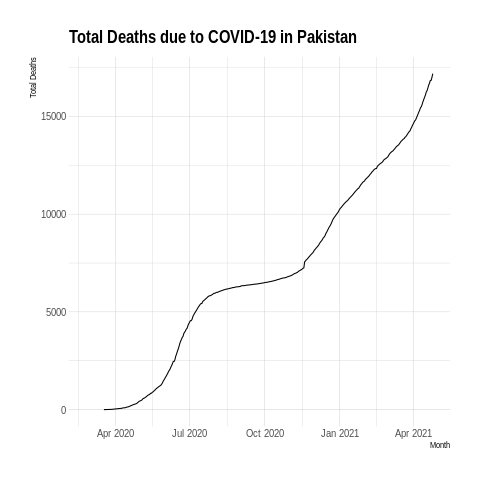 Total Deaths due to COVID-19 in Pakistan
Total Deaths
15000
10000
5000
0
Apr 2020 Jul 2020 Oct 2020 Jan 2021 Apr 2021
Month